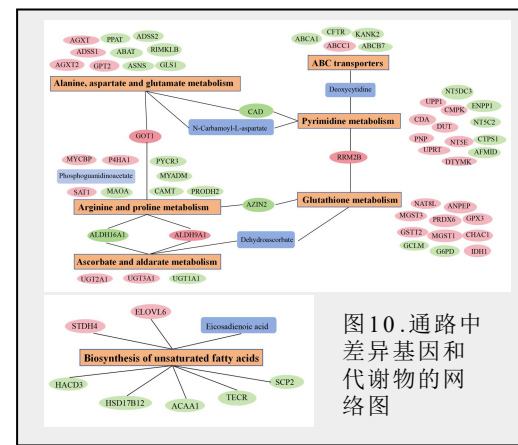 AGXT PPAT ADSS2
ADSS1 ABAT RIMKLB
AGXT2 GPT2 ASNS GLS1
Alanine, aspartate and glutamate metabolism
CFTR KANK2
ABCA1 ABCC1 ABCB7
ABC transporters
Deoxycytidine
CAD
N-Carbamoyl-L-aspartate
Pyrimidine metabolism
NT5DC3
UPP1 ENPP1
CMPK
CDA NT5C2
DUT
PNP NT5E CTPS1
UPRT AFMID
DTYMK
GOT1
RRM2B
MYCBP P4HA1 PYCR3
Phosphoguanidinoacetate MYADM
SAT1 MAOA CAMT PRODH2
Arginine and proline metabolism
AZIN2
Glutathione metabolism
NAT8L ANPEP
MGST3 PRDX6 GPX3
GSTT2 MGST1 CHAC1
GCLM G6PD IDH1
ALDH16A1 ALDH9A1
Dehydroascorbate
Ascorbate and aldarate metabolism
UGT2A1 UGT3A1 UGT1A1
ELOVL6
STDH4 Eicosadienoic acid
Biosynthesis of unsaturated fatty acids
HACD3 SCP2
HSD17B12 ACAA1 TECR
图10.通路中
差异基因和
代谢物的网
络图